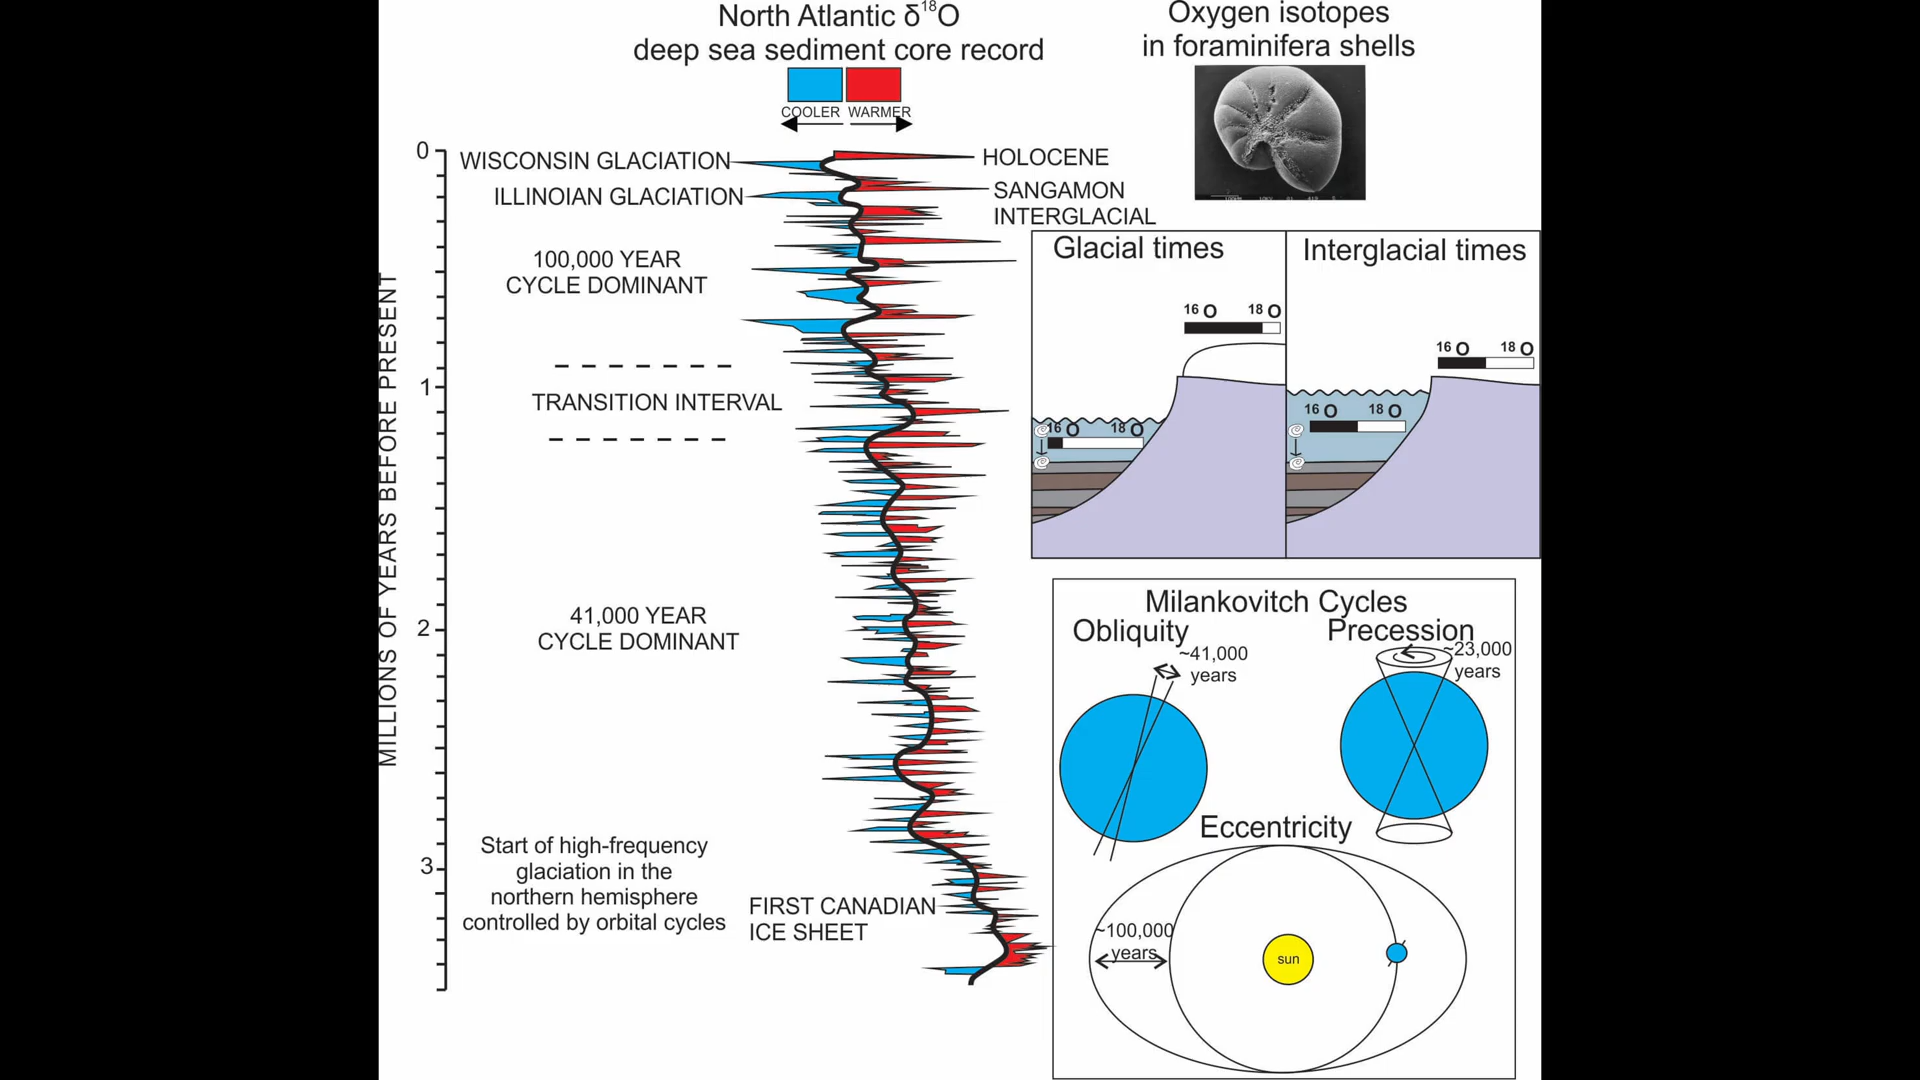 North Atlantic δ¹⁸O
deep sea sediment core record
COOLER
WARMER
Oxygen isotopes
in foraminifera shells
MILLIONS OF YEARS BEFORE PRESENT
0
1
2
3
WISCONSIN GLACIATION
HOLOCENE
ILLINOIAN GLACIATION
SANGAMON
INTERGLACIAL
100,000 YEAR
CYCLE DOMINANT
TRANSITION INTERVAL
41,000 YEAR
CYCLE DOMINANT
Start of high-frequency
glaciation in the
northern hemisphere
controlled by orbital cycles
FIRST CANADIAN
ICE SHEET
Glacial times
16 O 18 O
16 O 18 O
Interglacial times
16 O 18 O
16 O 18 O
Milankovitch Cycles
Obliquity
~41,000
years
Precession
~23,000
years
Eccentricity
~100,000
years
sun